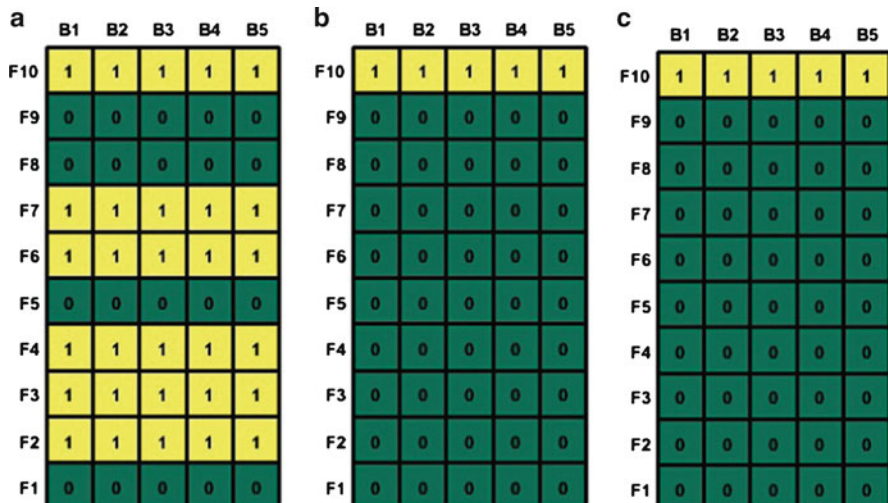 a
B1 B2 B3 B4 B5
F10 1 1 1 1 1
F9 0 0 0 0 0
F8 0 0 0 0 0
F7 1 1 1 1 1
F6 1 1 1 1 1
F5 0 0 0 0 0
F4 1 1 1 1 1
F3 1 1 1 1 1
F2 1 1 1 1 1
F1 0 0 0 0 0
b
B1 B2 B3 B4 B5
F10 1 1 1 1 1
F9 0 0 0 0 0
F8 0 0 0 0 0
F7 0 0 0 0 0
F6 0 0 0 0 0
F5 0 0 0 0 0
F4 0 0 0 0 0
F3 0 0 0 0 0
F2 0 0 0 0 0
F1 0 0 0 0 0
c
B1 B2 B3 B4 B5
F10 1 1 1 1 1
F9 0 0 0 0 0
F8 0 0 0 0 0
F7 0 0 0 0 0
F6 0 0 0 0 0
F5 0 0 0 0 0
F4 0 0 0 0 0
F3 0 0 0 0 0
F2 0 0 0 0 0
F1 0 0 0 0 0